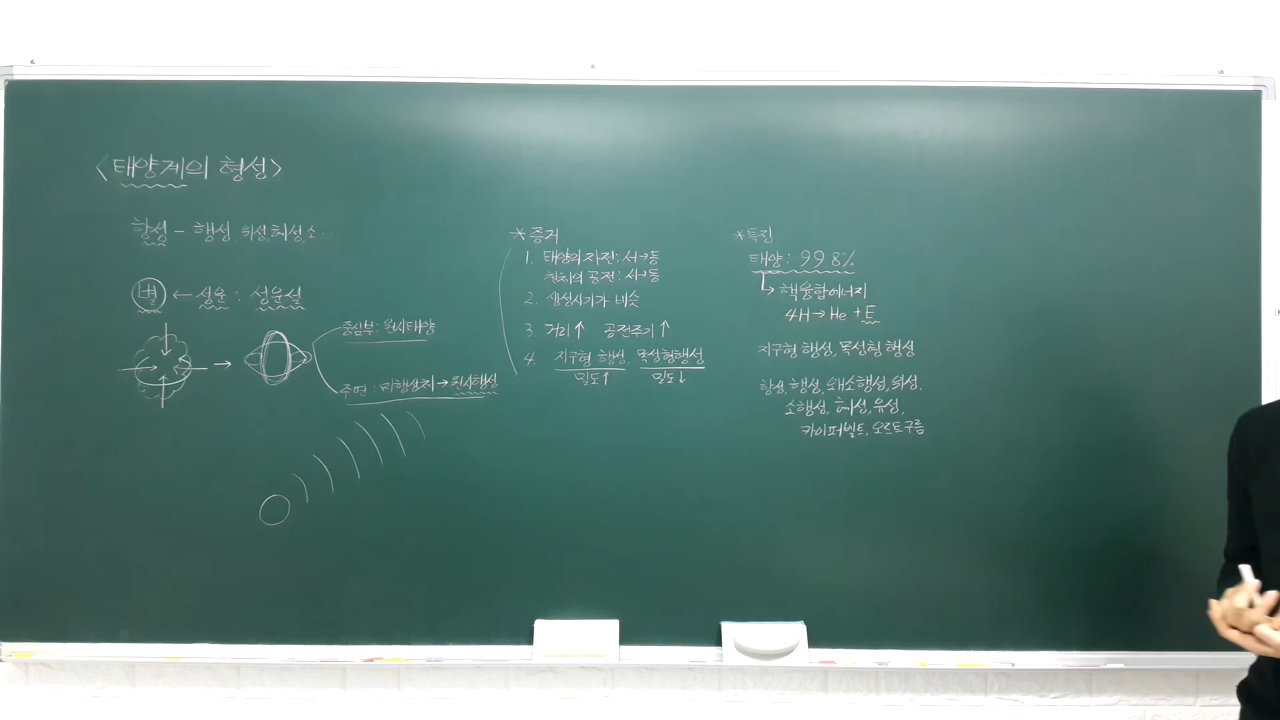 <태양계의 형성>
항성 - 행성, 위성, 혜성, 소...
별 ← 성운 : 성운설
중심부: 원시태양
주변 : 미행성체 → 원시행성
*증거
1. 태양의 자전: 서→동
천체의 공전: 서→동
2. 생성시기가 비슷
3 거리↑ 공전주기↑
4. 지구형 행성, 목성형행성
밀도↑ 밀도↓
*특징
태양: 99.8%
↳ 핵융합에너지
4H → He + E
지구형 행성, 목성형 행성
항성, 행성, 왜소행성, 위성,
소행성, 혜성, 유성,
카이퍼벨트, 오르트구름